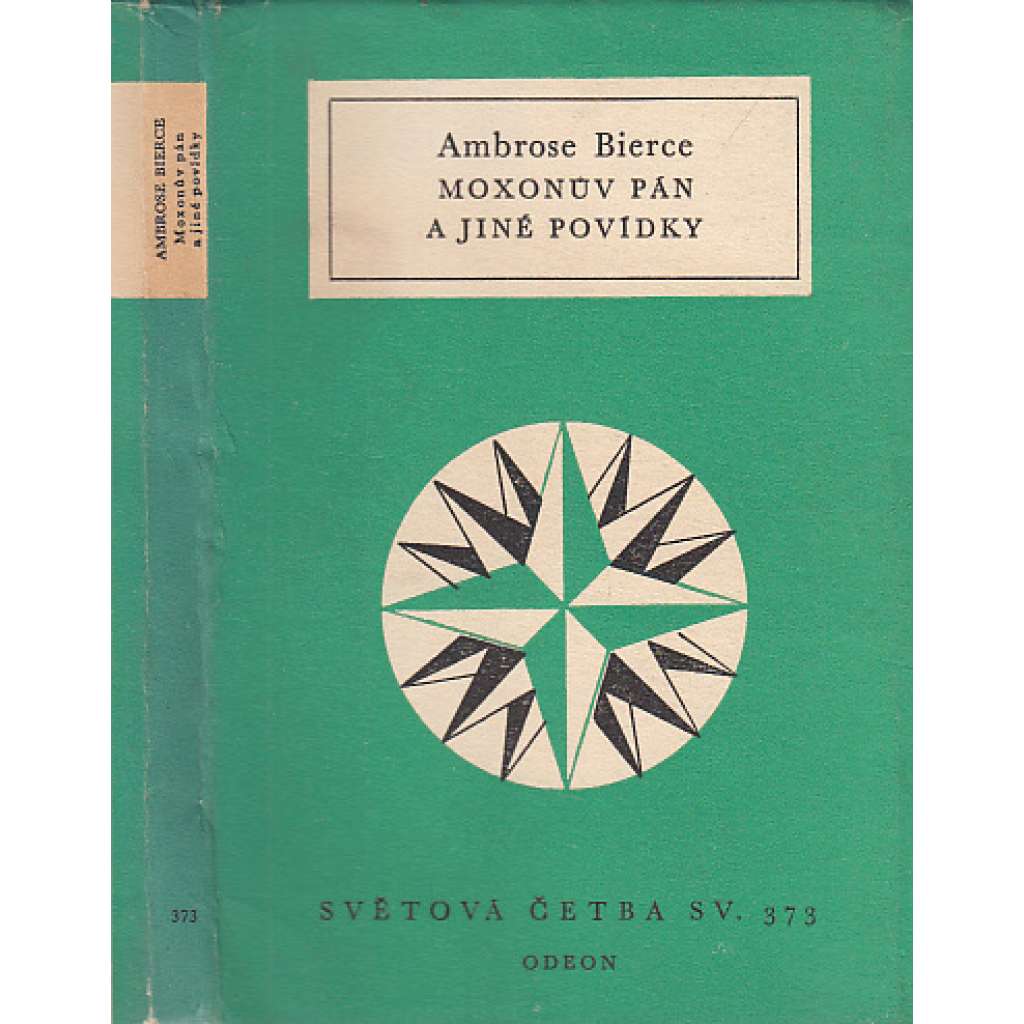 AMBROSE BIERCE
Moxonův pán
a jiné povídky
373
Ambrose Bierce
MOXONŮV PÁN
A JINÉ POVÍDKY
SVĚTOVÁ ČETBA SV. 373
ODEON